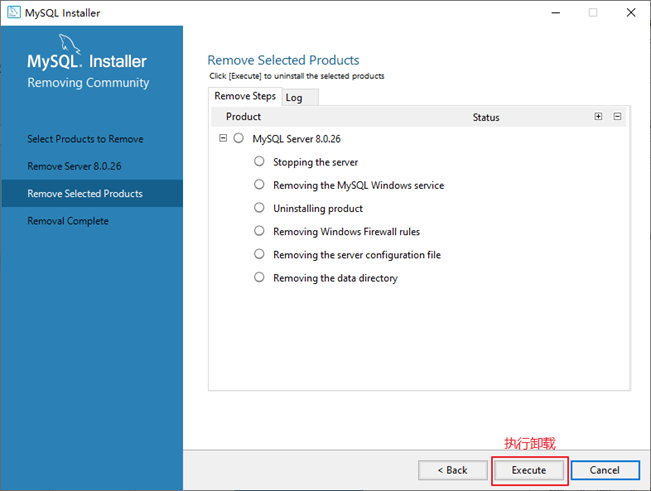 MySQL Installer
MySQL. Installer
Removing Community
Select Products to Remove
Remove Server 8.0.26
Remove Selected Products
Removal Complete
Remove Selected Products
Click [Execute] to uninstall the selected products
Remove Steps Log
Product Status
MySQL Server 8.0.26
Stopping the server
Removing the MySQL Windows service
Uninstalling product
Removing Windows Firewall rules
Removing the server configuration file
Removing the data directory
执行卸载
< Back Execute Cancel